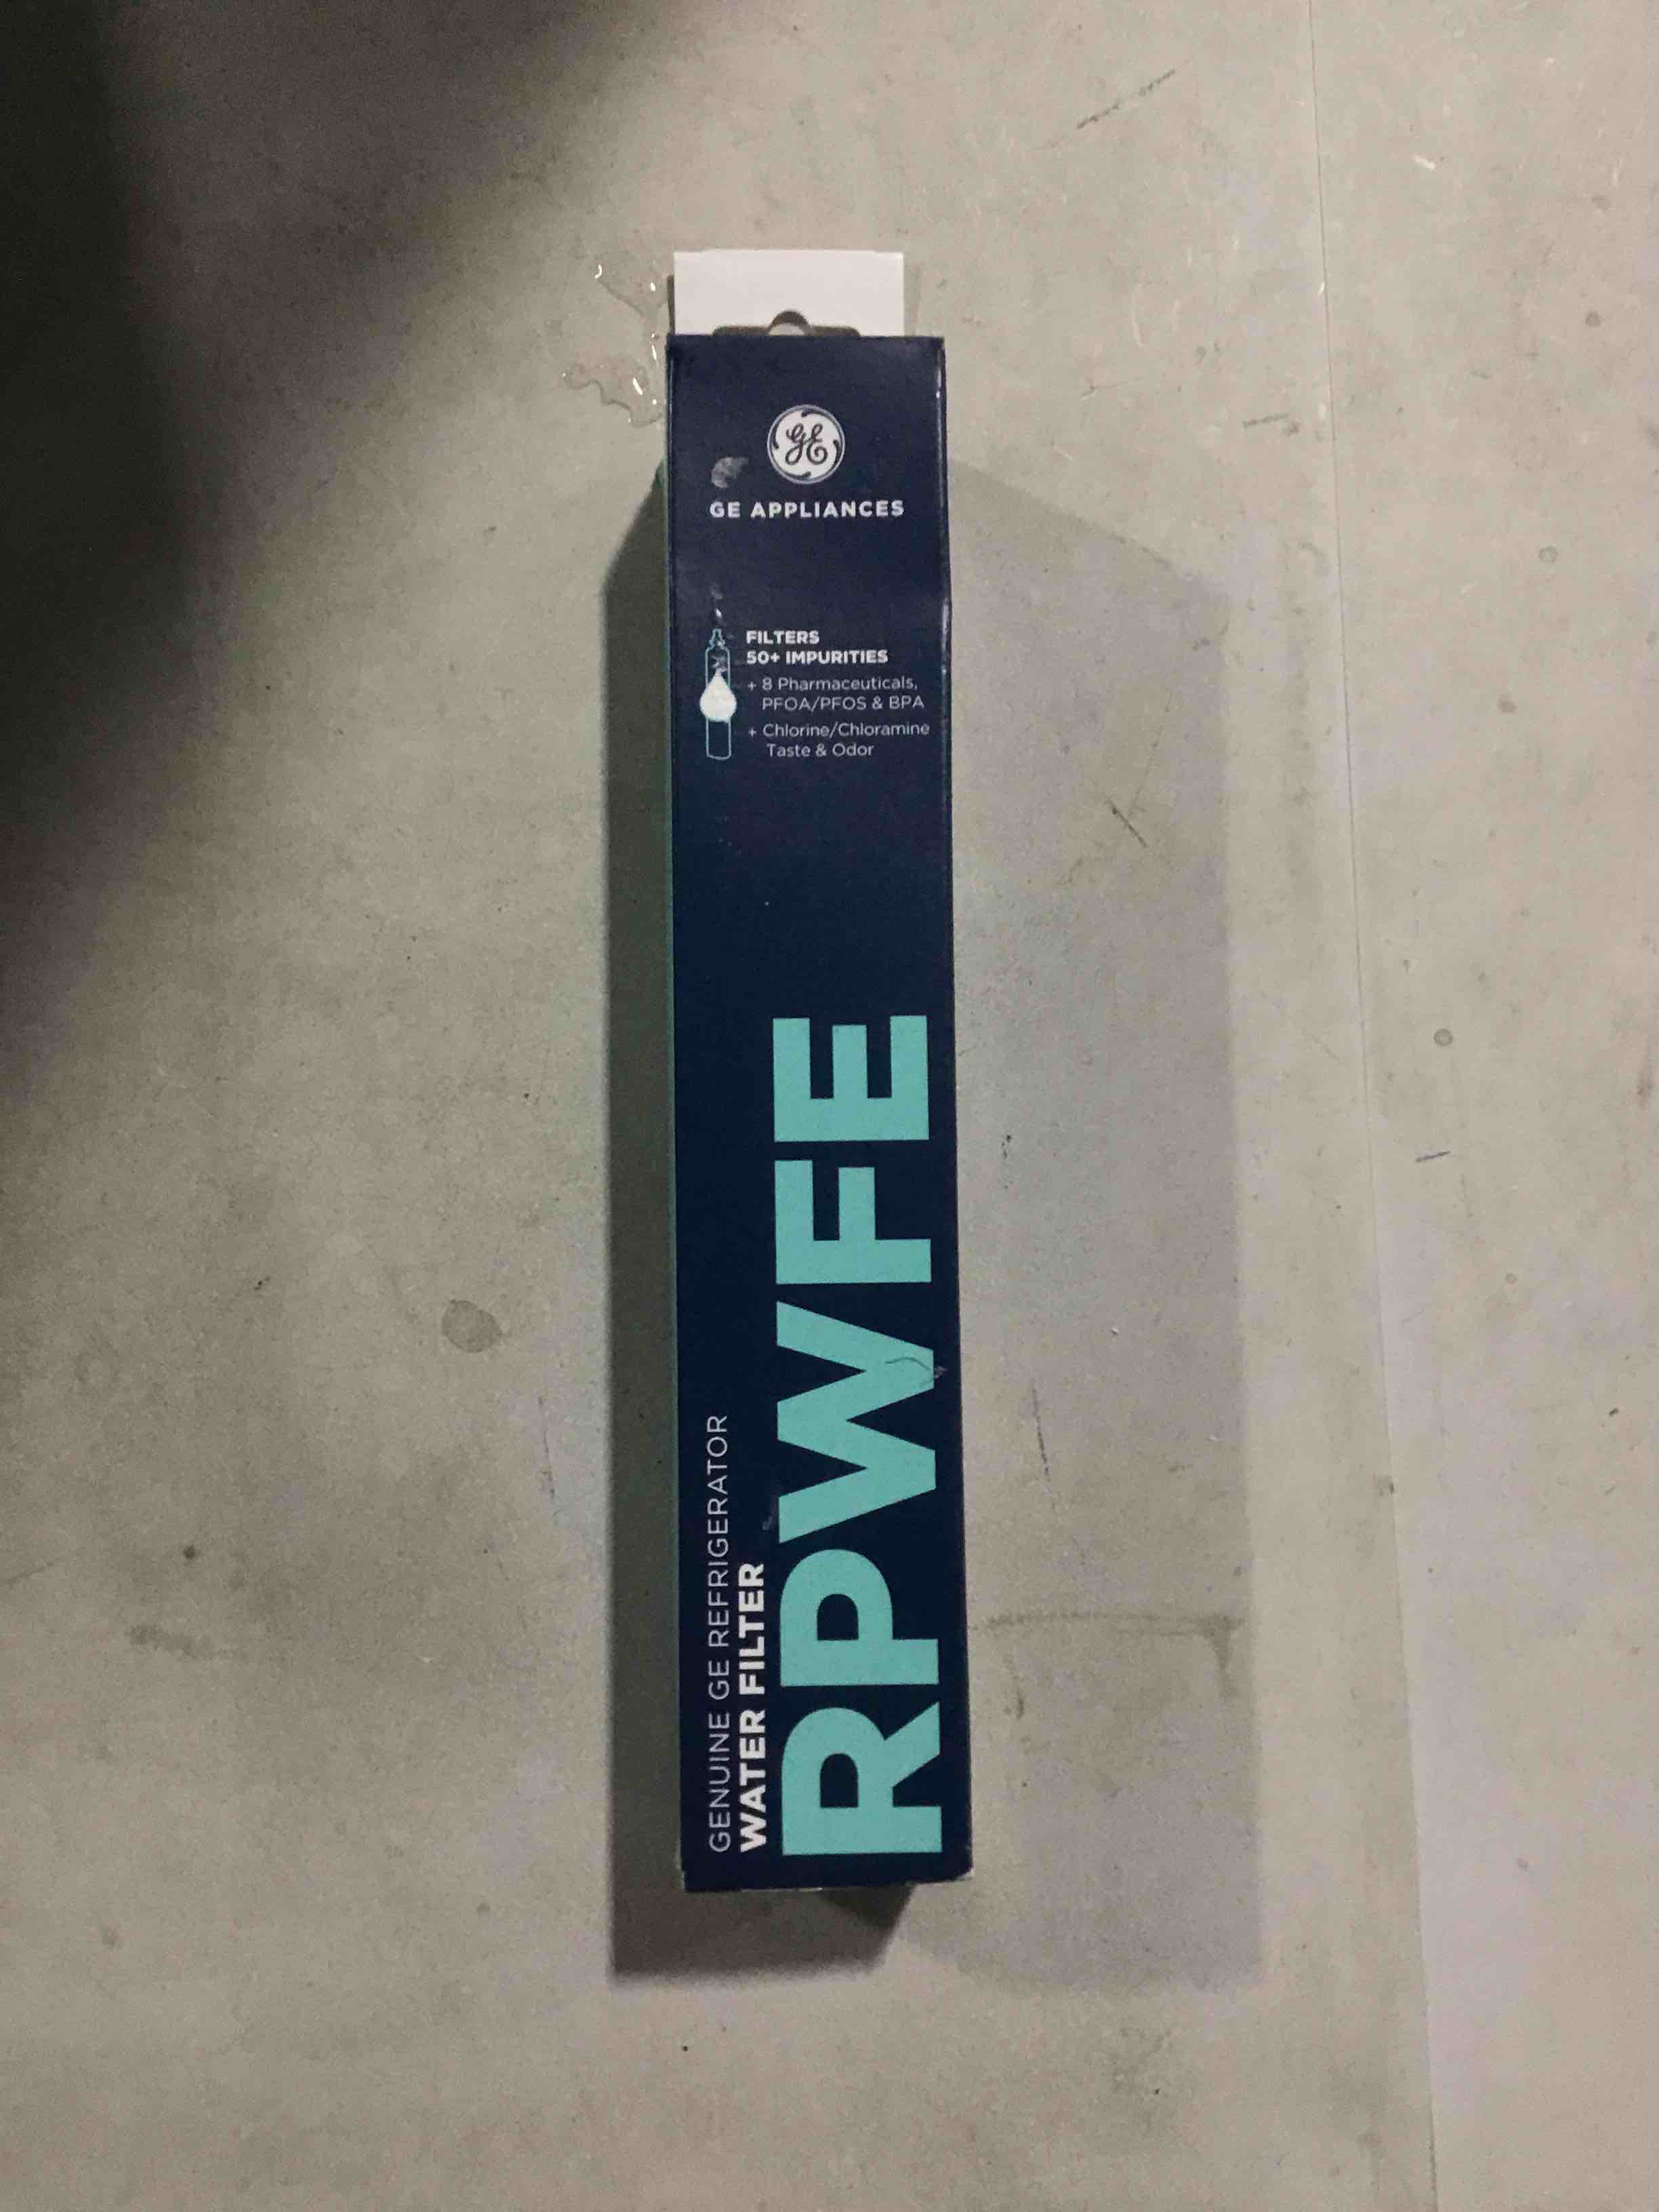 GE
GE APPLIANCES
FILTERS
50+ IMPURITIES
+ 8 Pharmaceuticals,
PFOA/PFOS & BPA
+ Chlorine/Chloramine
Taste & Odor
GENUINE GE REFRIGERATOR
WATER FILTER
RPWFE